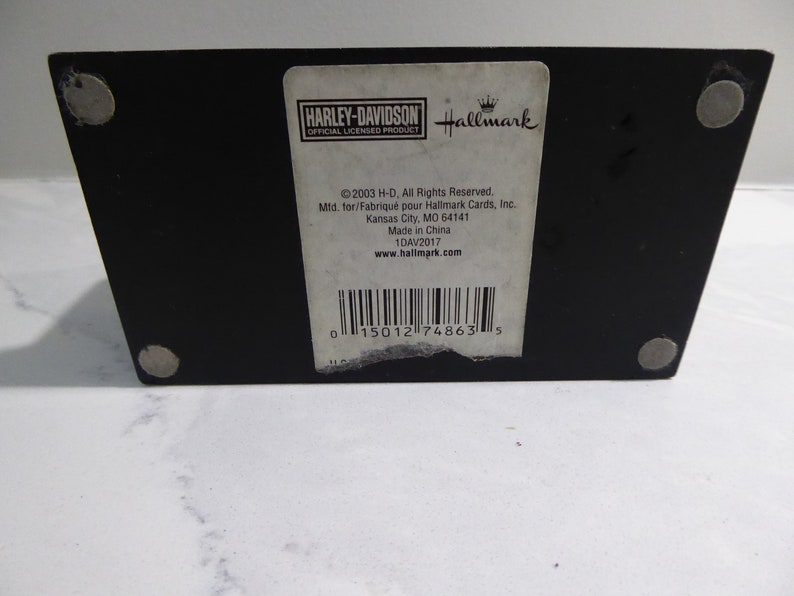 HARLEY-DAVIDSON
OFFICIAL LICENSED PRODUCT
Hallmark
©2003 H-D, All Rights Reserved.
Mfd. for/Fabriqué pour Hallmark Cards, Inc.
Kansas City, MO 64141
Made in China
1DAV2017
www.hallmark.com
0 15012 74863 5